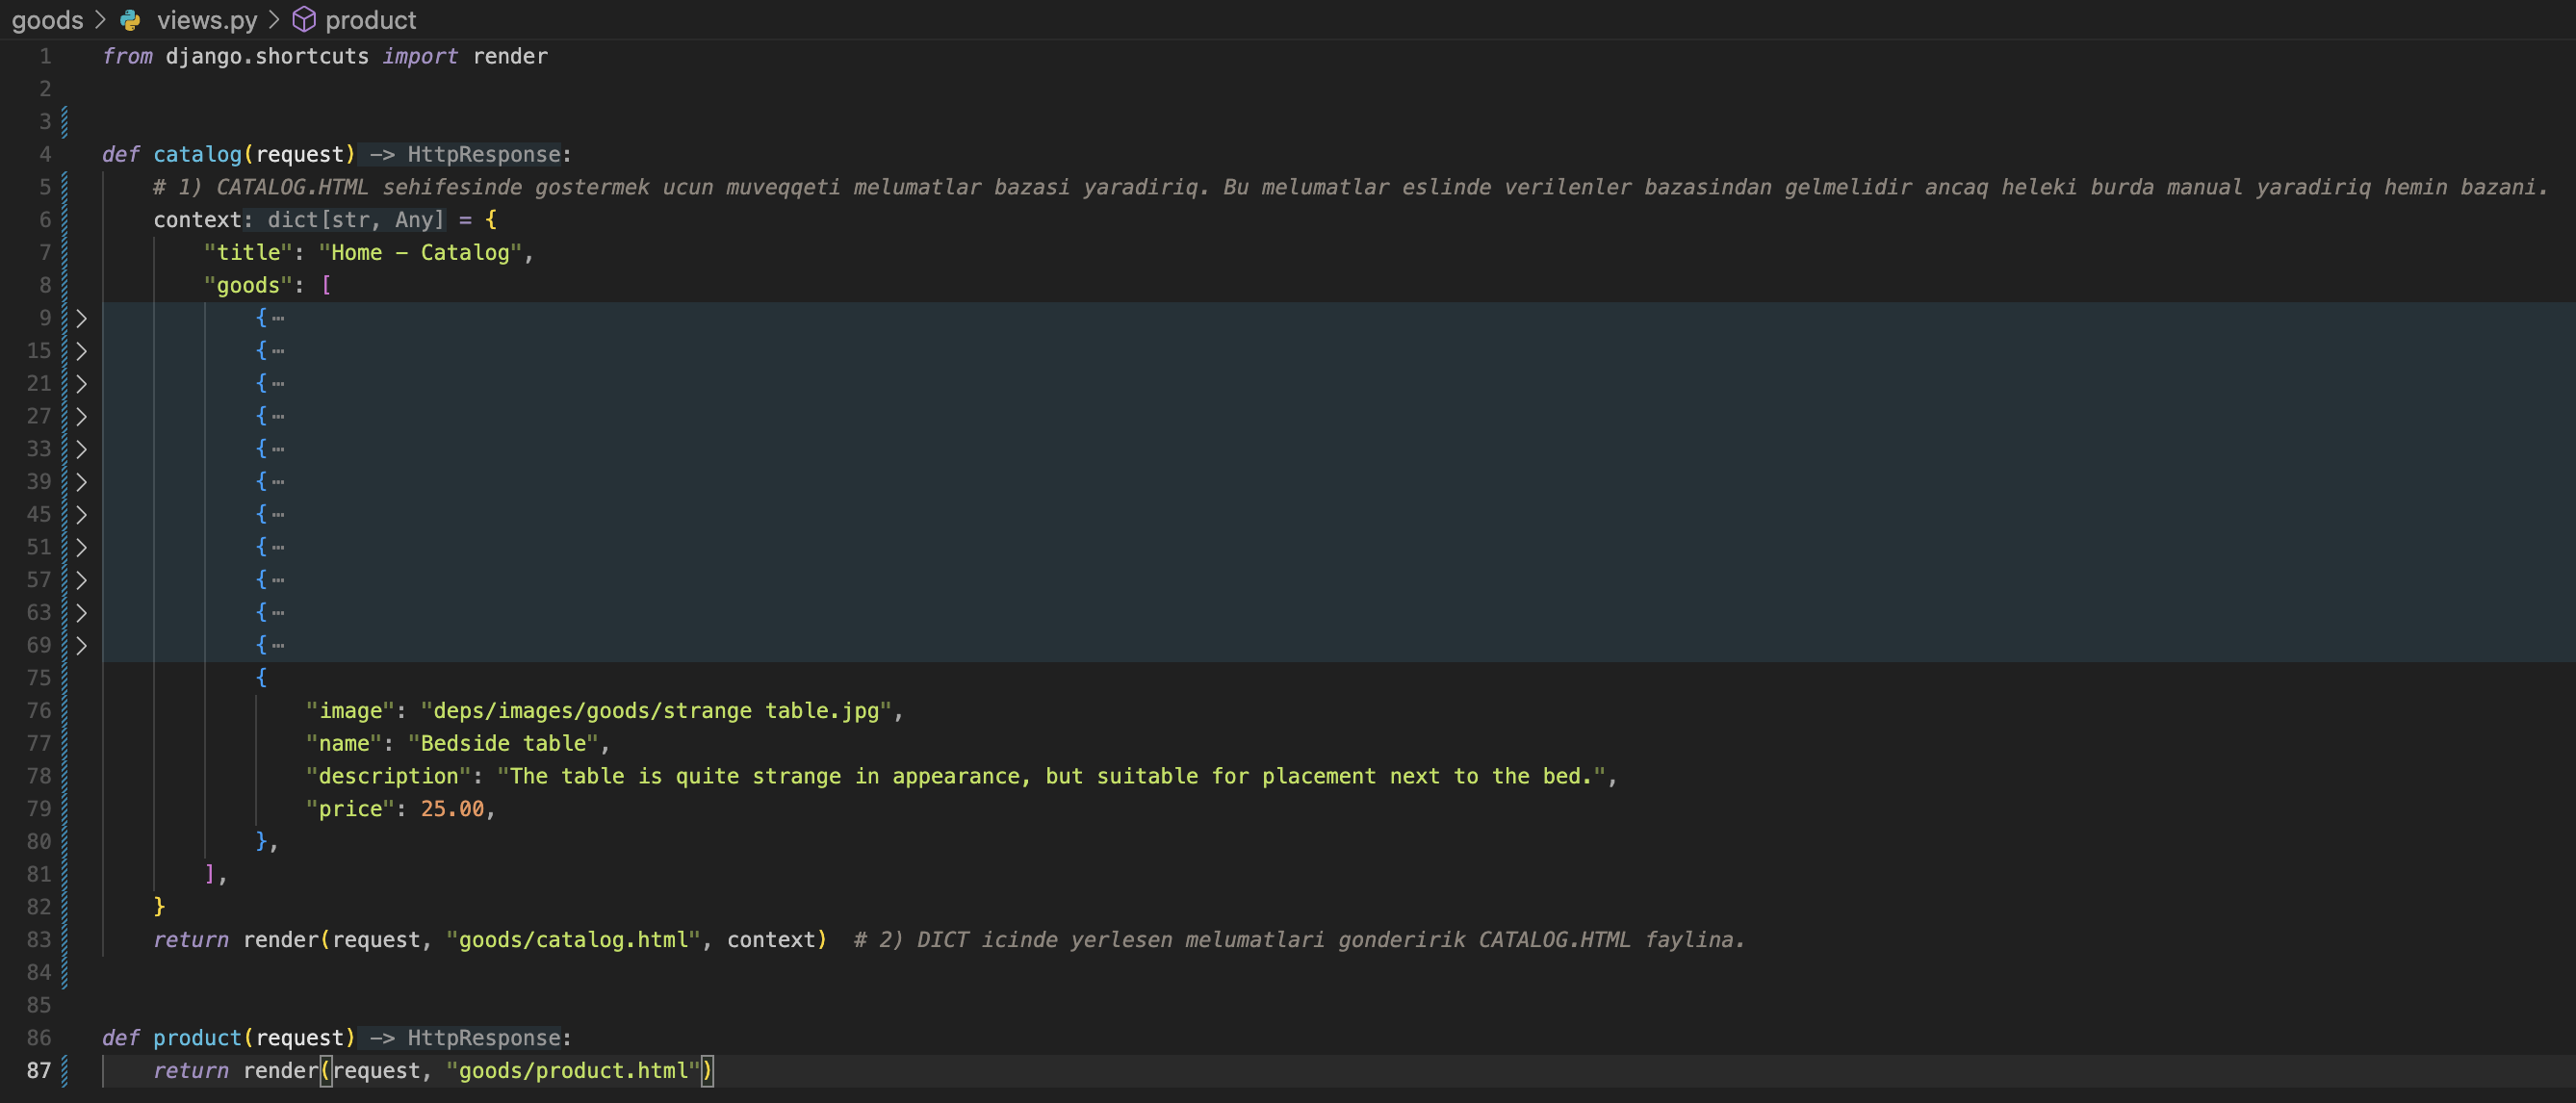 goods > views.py > product
1 from django.shortcuts import render
2
3
4 def catalog(request) -> HttpResponse:
5 # 1) CATALOG.HTML sehifesinde gostermek ucun muveqqeti melumatlar bazasi yaradiriq. Bu melumatlar eslinde verilenler bazasindan gelmelidir ancaq heleki burda manual yaradiriq hemin bazani.
6 context: dict[str, Any] = {
7 "title": "Home - Catalog",
8 "goods": [
9 > {…
15 > {…
21 > {…
27 > {…
33 > {…
39 > {…
45 > {…
51 > {…
57 > {…
63 > {…
69 > {…
75 {
76 "image": "deps/images/goods/strange table.jpg",
77 "name": "Bedside table",
78 "description": "The table is quite strange in appearance, but suitable for placement next to the bed.",
79 "price": 25.00,
80 },
81 ],
82 }
83 return render(request, "goods/catalog.html", context) # 2) DICT icinde yerlesen melumatlari gonderirik CATALOG.HTML faylina.
84
85
86 def product(request) -> HttpResponse:
87 return render(request, "goods/product.html")